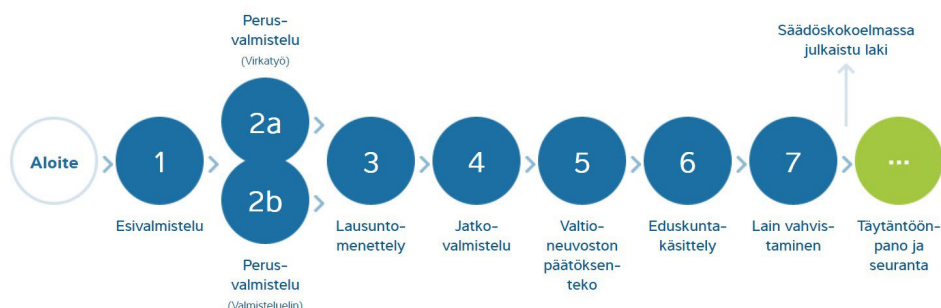 Aloite
1
Esivalmistelu
Perus-
valmistelu
(Virkatyö)
2a
2b
Perus-
valmistelu
(Valmisteluelin)
3
Lausunto-
menettely
4
Jatko-
valmistelu
5
Valtio-
neuvoston
päätöksen-
teko
6
Eduskunta-
käsittely
7
Lain vahvis-
taminen
Säädöskokoelmassa
julkaistu laki
...
Täytäntöön-
pano ja
seuranta